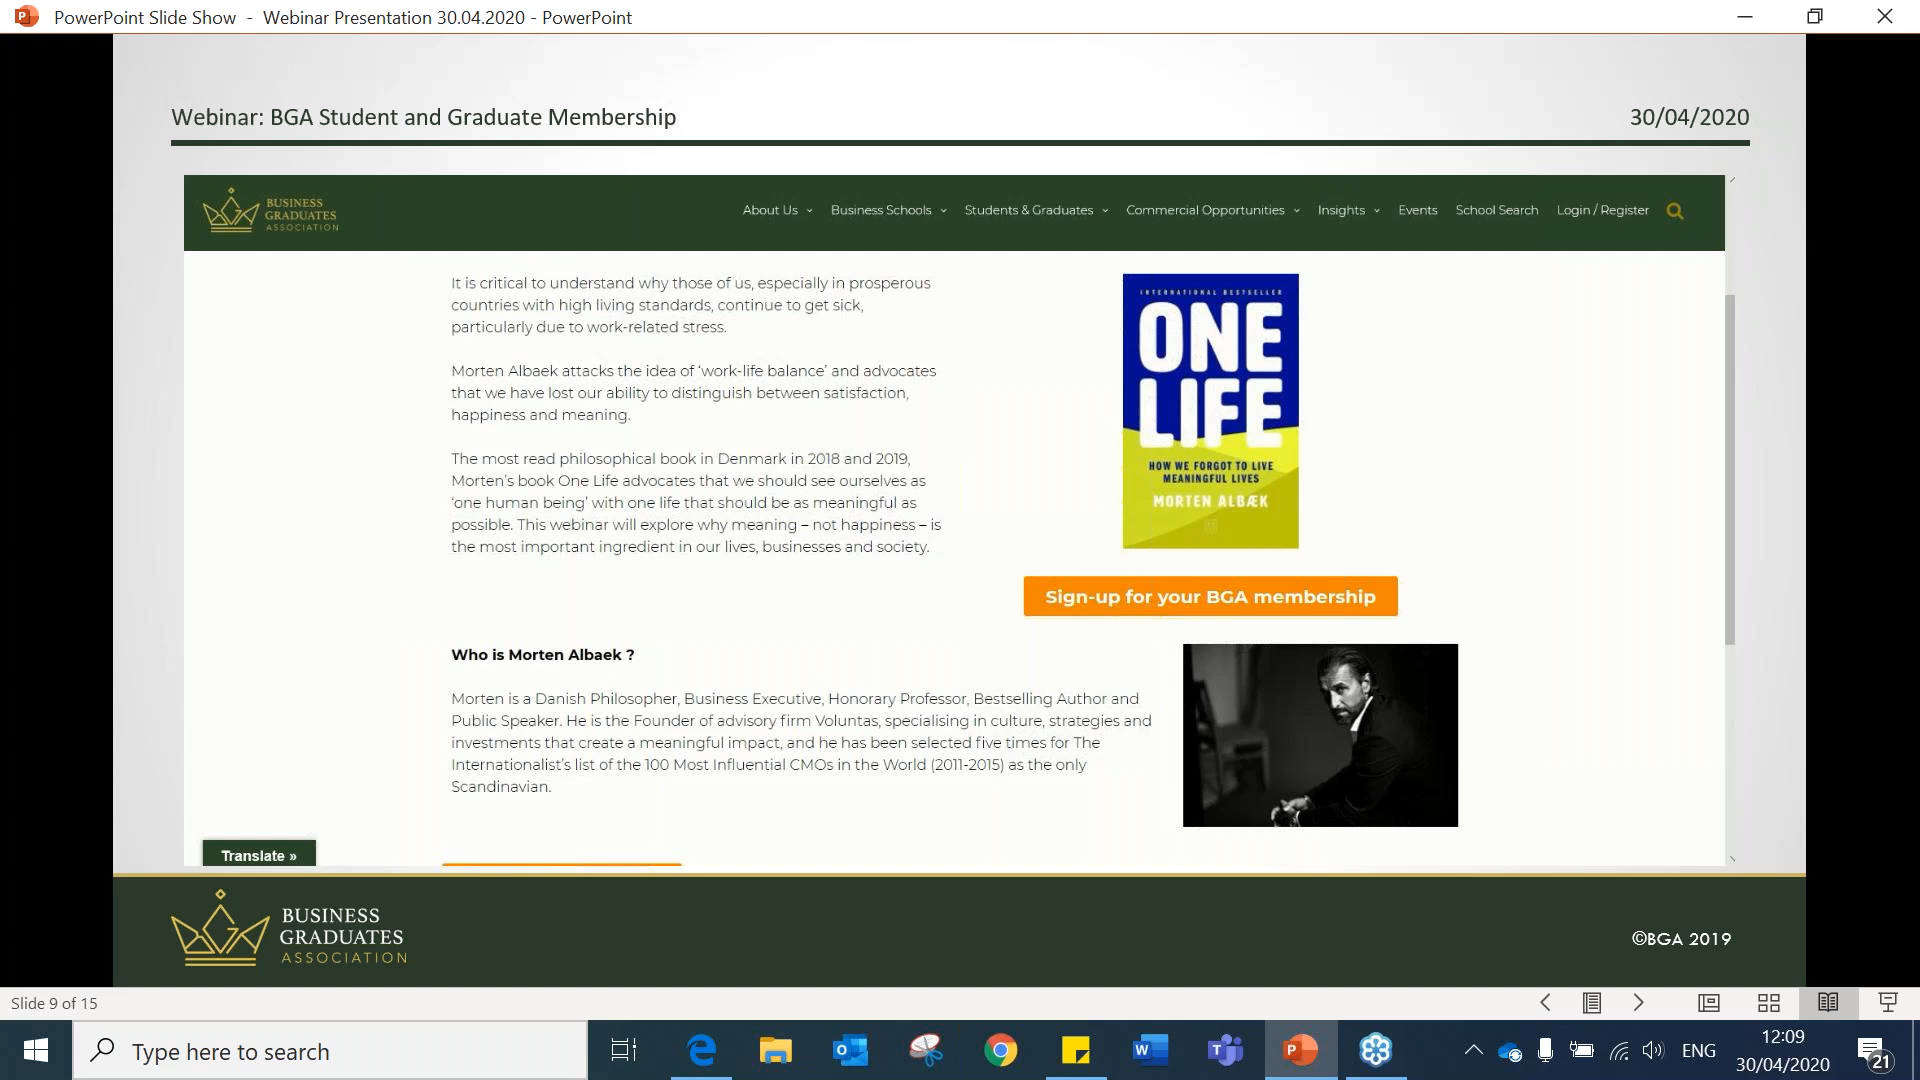 PowerPoint Slide Show - Webinar Presentation 30.04.2020 - PowerPoint
Webinar: BGA Student and Graduate Membership
30/04/2020
BUSINESS
GRADUATES
ASSOCIATION
About Us
Business Schools
Students & Graduates
Commercial Opportunities
Insights
Events
School Search
Login / Register
It is critical to understand why those of us, especially in prosperous
countries with high living standards, continue to get sick,
particularly due to work-related stress.
Morten Albaek attacks the idea of ‘work-life balance’ and advocates
that we have lost our ability to distinguish between satisfaction,
happiness and meaning.
The most read philosophical book in Denmark in 2018 and 2019,
Morten’s book One Life advocates that we should see ourselves as
‘one human being’ with one life that should be as meaningful as
possible. This webinar will explore why meaning – not happiness – is
the most important ingredient in our lives, businesses and society.
INTERNATIONAL BESTSELLER
ONE
LIFE
HOW WE FORGOT TO LIVE
MEANINGFUL LIVES
MORTEN ALBÆK
Sign-up for your BGA membership
Who is Morten Albaek ?
Morten is a Danish Philosopher, Business Executive, Honorary Professor, Bestselling Author and
Public Speaker. He is the Founder of advisory firm Voluntas, specialising in culture, strategies and
investments that create a meaningful impact, and he has been selected five times for The
Internationalist’s list of the 100 Most Influential CMOs in the World (2011-2015) as the only
Scandinavian.
Translate »
BUSINESS
GRADUATES
ASSOCIATION
©BGA 2019
Slide 9 of 15
Type here to search
ENG
12:09
30/04/2020
21